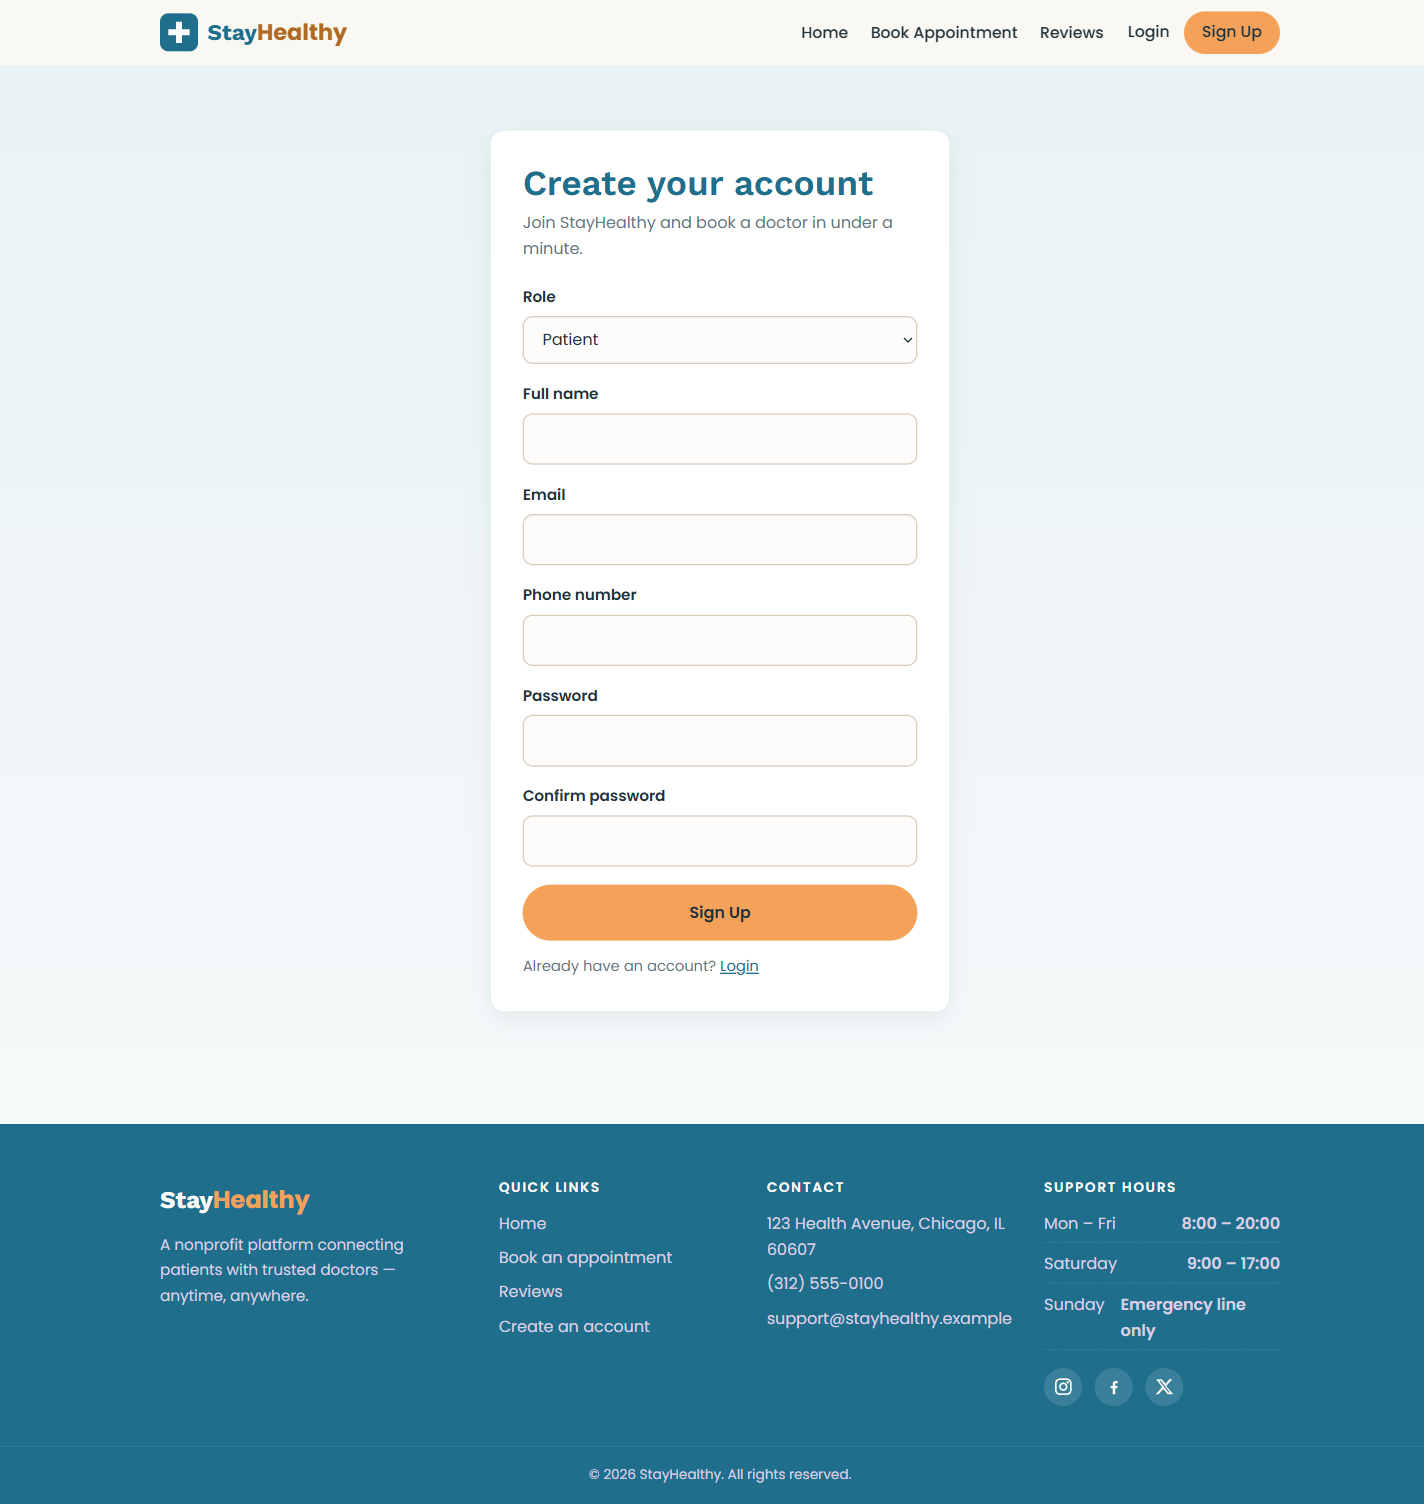 StayHealthy
Home Book Appointment Reviews Login Sign Up
Create your account
Join StayHealthy and book a doctor in under a
minute.
Role
Patient
Full name
Email
Phone number
Password
Confirm password
Sign Up
Already have an account? Login
StayHealthy
A nonprofit platform connecting
patients with trusted doctors —
anytime, anywhere.
QUICK LINKS
Home
Book an appointment
Reviews
Create an account
CONTACT
123 Health Avenue, Chicago, IL
60607
(312) 555-0100
support@stayhealthy.example
SUPPORT HOURS
Mon – Fri 8:00 – 20:00
Saturday 9:00 – 17:00
Sunday Emergency line
only
© 2026 StayHealthy. All rights reserved.